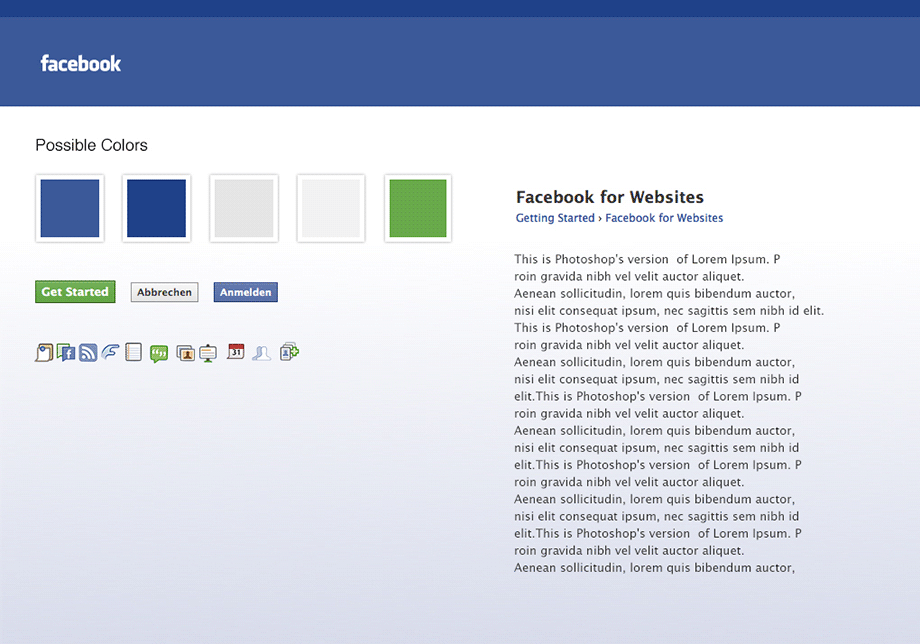 facebook
Possible Colors
Get Started
Abbrechen
Anmelden
31
Facebook for Websites
Getting Started › Facebook for Websites
This is Photoshop's version  of Lorem Ipsum. P
roin gravida nibh vel velit auctor aliquet.
Aenean sollicitudin, lorem quis bibendum auctor,
nisi elit consequat ipsum, nec sagittis sem nibh id elit.
This is Photoshop's version  of Lorem Ipsum. P
roin gravida nibh vel velit auctor aliquet.
Aenean sollicitudin, lorem quis bibendum auctor,
nisi elit consequat ipsum, nec sagittis sem nibh id
elit.This is Photoshop's version  of Lorem Ipsum. P
roin gravida nibh vel velit auctor aliquet.
Aenean sollicitudin, lorem quis bibendum auctor,
nisi elit consequat ipsum, nec sagittis sem nibh id
elit.This is Photoshop's version  of Lorem Ipsum. P
roin gravida nibh vel velit auctor aliquet.
Aenean sollicitudin, lorem quis bibendum auctor,
nisi elit consequat ipsum, nec sagittis sem nibh id
elit.This is Photoshop's version  of Lorem Ipsum. P
roin gravida nibh vel velit auctor aliquet.
Aenean sollicitudin, lorem quis bibendum auctor,